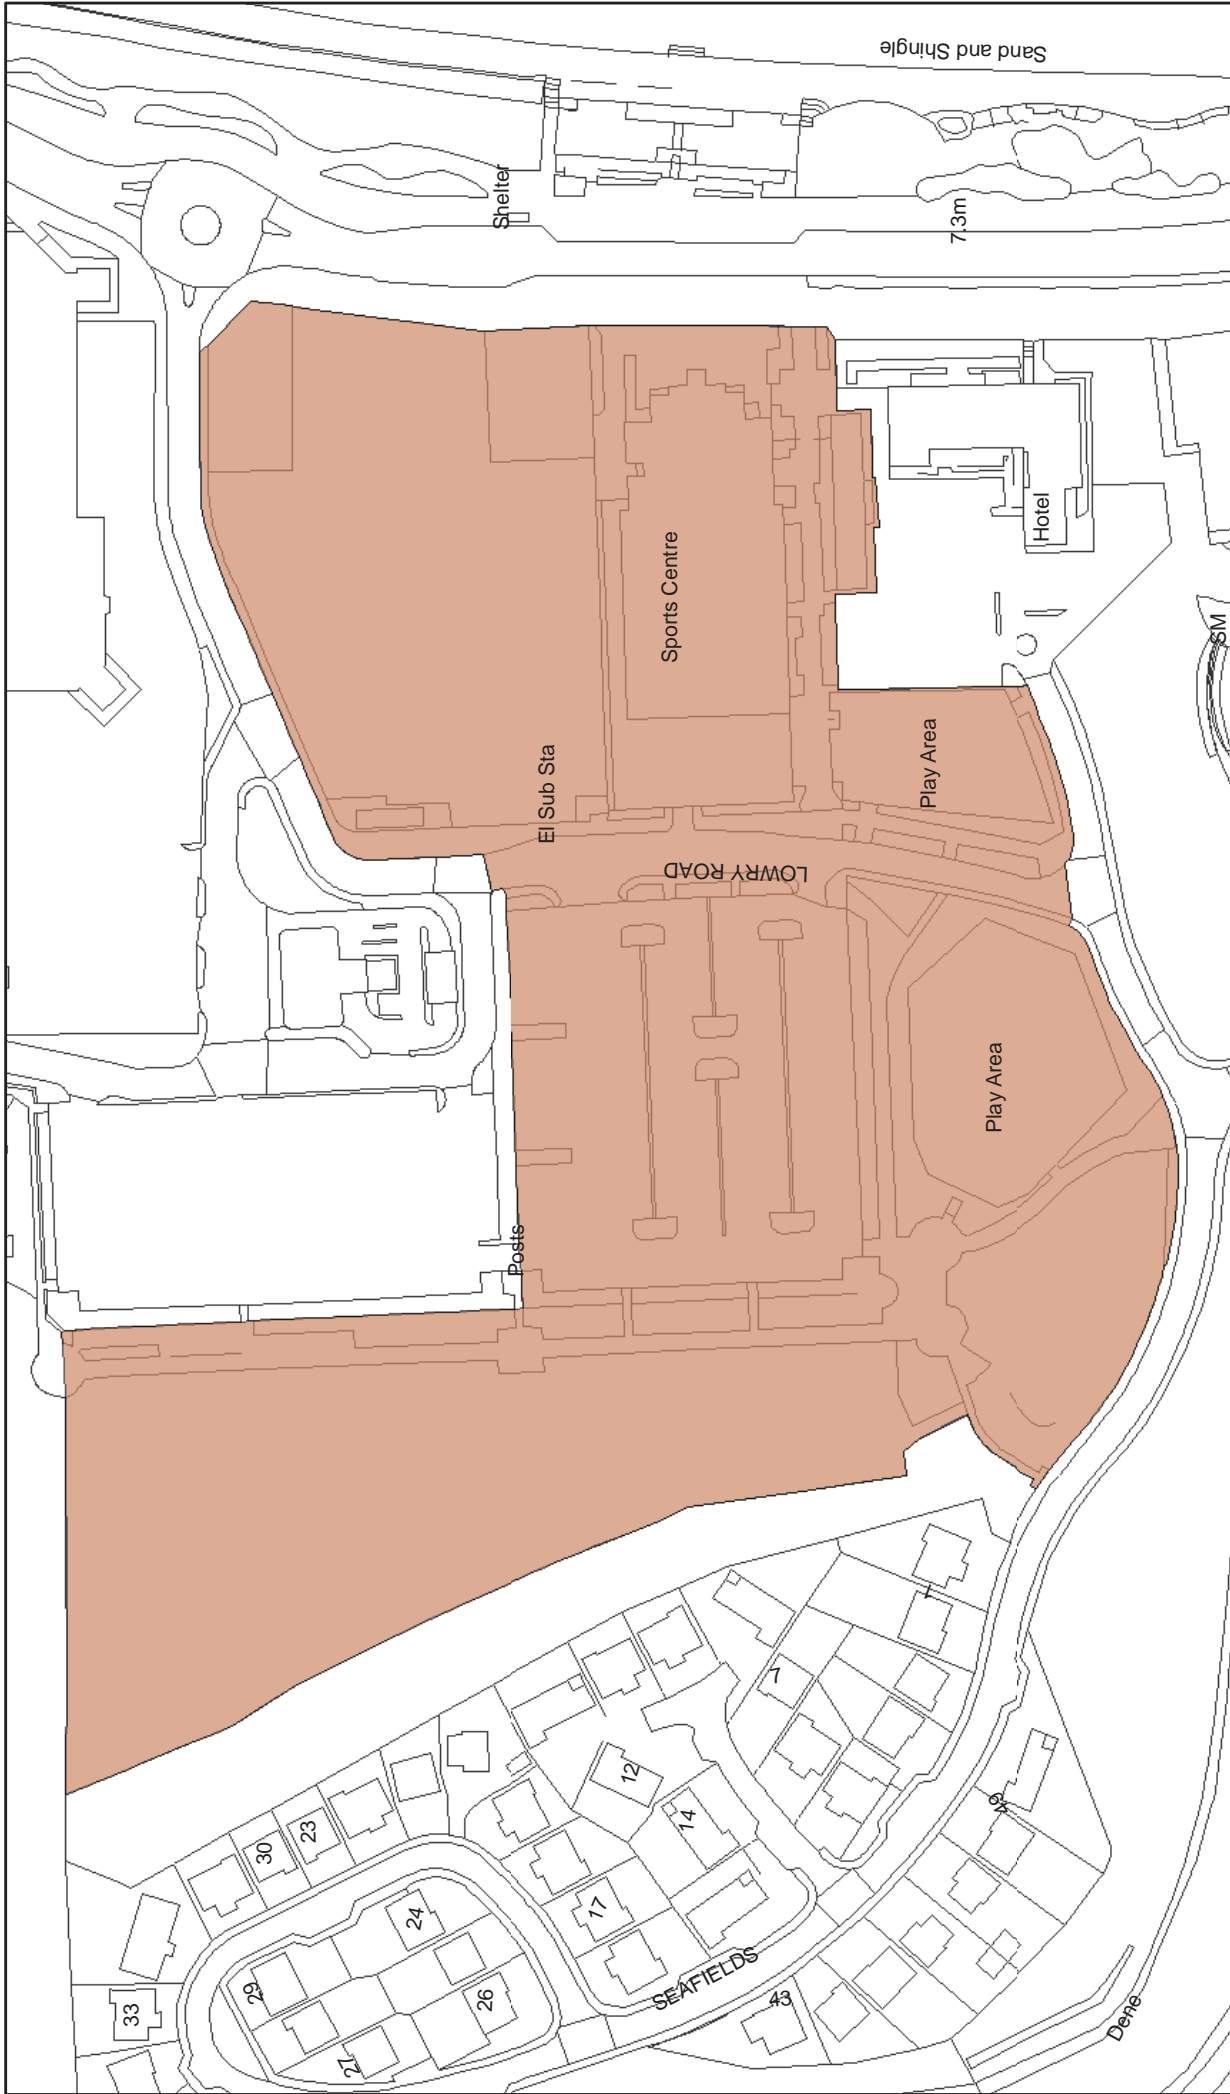 Sand and Shingle
Shelter
7.3m
Hotel
Sports Centre
SM
El Sub Sta
Play Area
LOWRY ROAD
Play Area
Posts
1
7
12
14
23
30
17
24
29
26
27
33
SEAFIELDS
43
49
Dene